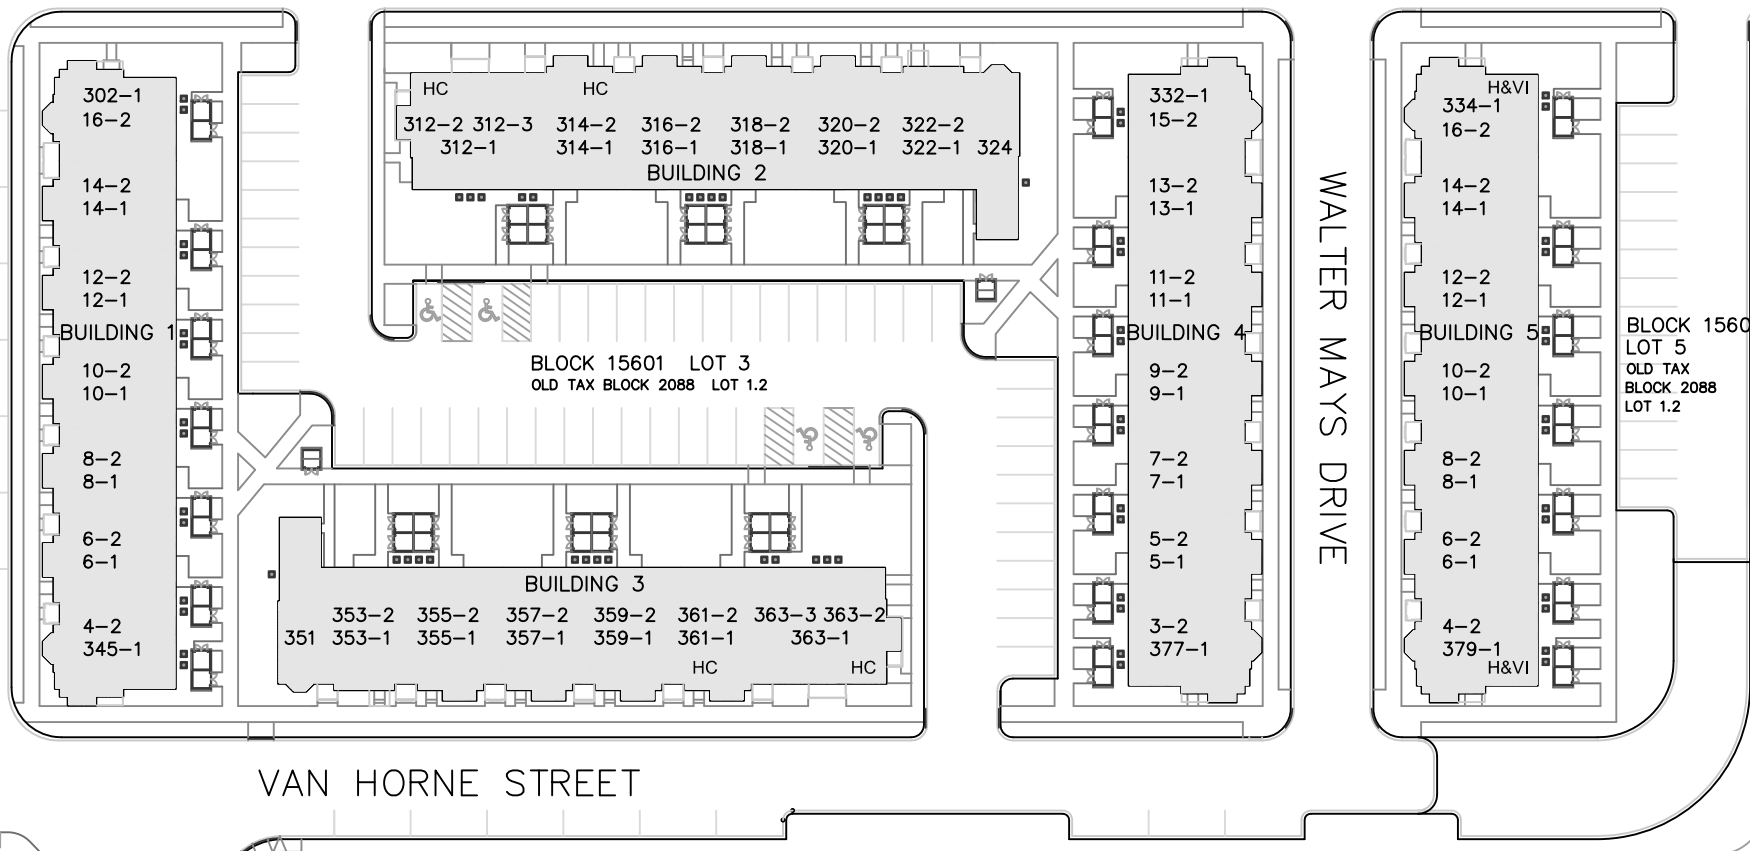 302-1
16-2
14-2
14-1
12-2
12-1
BUILDING 1
10-2
10-1
8-2
8-1
6-2
6-1
4-2
345-1
HC HC
312-2 312-3 314-2 316-2 318-2 320-2 322-2
312-1 314-1 316-1 318-1 320-1 322-1 324
BUILDING 2
BLOCK 15601 LOT 3
OLD TAX BLOCK 2088 LOT 1.2
BUILDING 3
353-2 355-2 357-2 359-2 361-2 363-3 363-2
351 353-1 355-1 357-1 359-1 361-1 363-1
HC HC
332-1
15-2
13-2
13-1
11-2
11-1
BUILDING 4
9-2
9-1
7-2
7-1
5-2
5-1
3-2
377-1
WALTER MAYS DRIVE
H&VI
334-1
16-2
14-2
14-1
12-2
12-1
BUILDING 5
10-2
10-1
8-2
8-1
6-2
6-1
4-2
379-1
H&VI
BLOCK 1560
LOT 5
OLD TAX
BLOCK 2088
LOT 1.2
VAN HORNE STREET